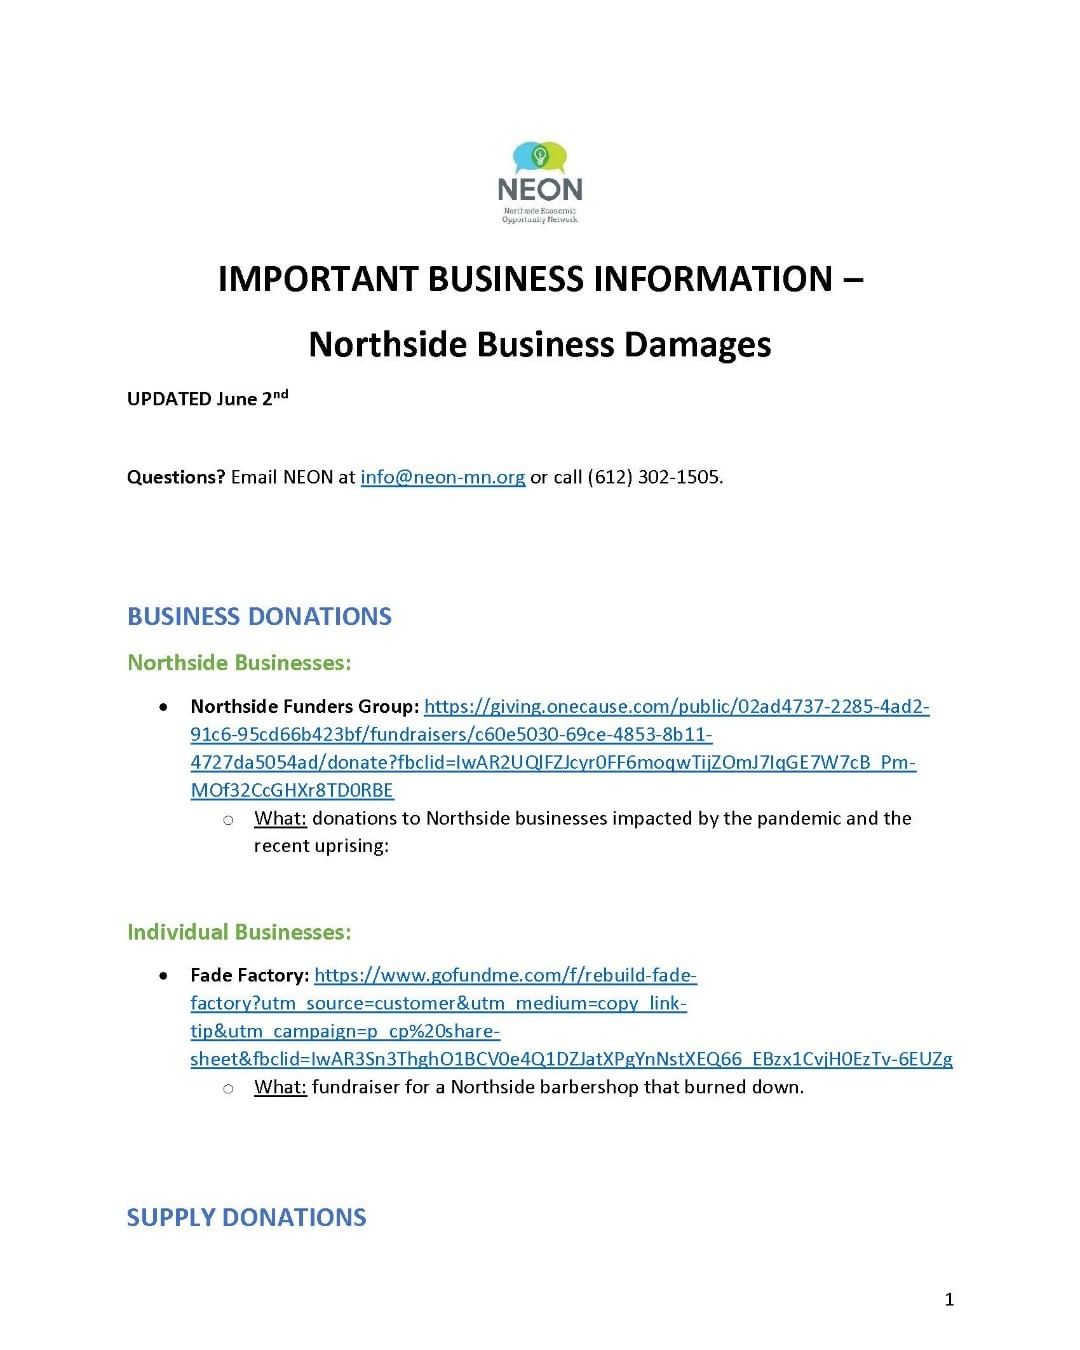 NEON
Northside Economic
Opportunity Network
IMPORTANT BUSINESS INFORMATION –
Northside Business Damages
UPDATED June 2nd
Questions? Email NEON at info@neon-mn.org or call (612) 302-1505.
BUSINESS DONATIONS
Northside Businesses:
• Northside Funders Group: https://giving.onecause.com/public/02ad4737-2285-4ad2-
91c6-95cd66b423bf/fundraisers/c60e5030-69ce-4853-8b11-
4727da5054ad/donate?fbclid=IwAR2UQlFZJcyr0FF6moqwTijZOmJ7IqGE7W7cB_Pm-
MOf32CcGHXr8TD0RBE
○ What: donations to Northside businesses impacted by the pandemic and the
recent uprising:
Individual Businesses:
• Fade Factory: https://www.gofundme.com/f/rebuild-fade-
factory?utm_source=customer&utm_medium=copy_link-
tip&utm_campaign=p_cp%20share-
sheet&fbclid=IwAR3Sn3ThghO1BCV0e4Q1DZJatXPgYnNstXEQ66_EBzx1CvjH0EzTv-6EUZg
○ What: fundraiser for a Northside barbershop that burned down.
SUPPLY DONATIONS
1